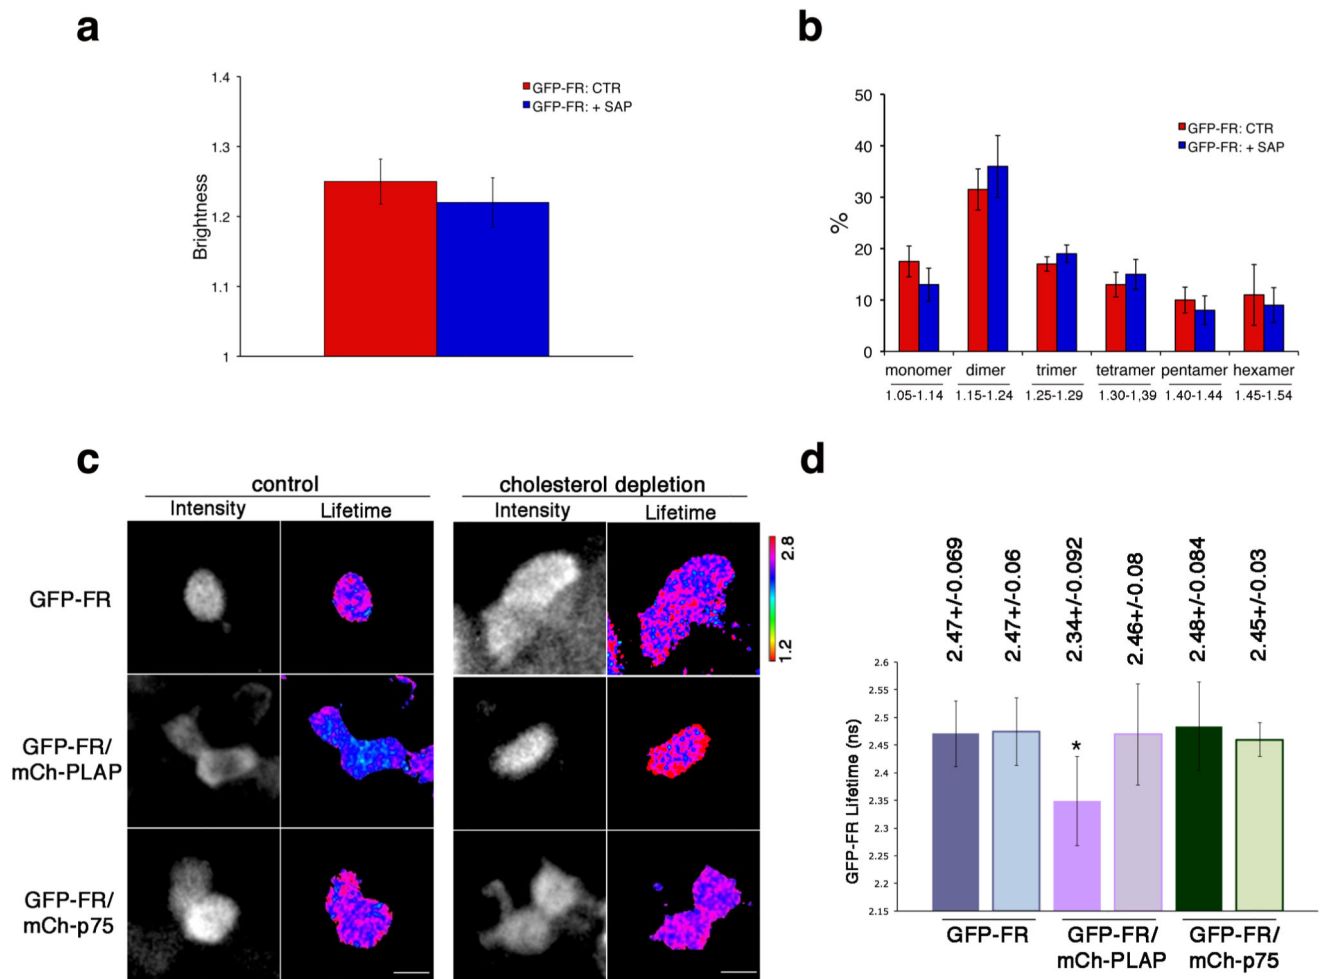 a
1.4
1.3
1.2
1.1
1
Brightness
GFP-FR: CTR
GFP-FR: + SAP
b
50
40
30
20
10
0
%
GFP-FR: CTR
GFP-FR: + SAP
monomer dimer trimer tetramer pentamer hexamer
1.05-1.14 1.15-1.24 1.25-1.29 1.30-1,39 1.40-1.44 1.45-1.54
c
control cholesterol depletion
Intensity Lifetime Intensity Lifetime
2.8
1.2
GFP-FR
GFP-FR/
mCh-PLAP
GFP-FR/
mCh-p75
d
2.47+/-0.069
2.47+/-0.06
2.34+/-0.092
2.46+/-0.08
2.48+/-0.084
2.45+/-0.03
2.6
2.55
2.5
2.45
2.4
2.35
2.3
2.25
2.2
2.15
GFP-FR Lifetime (ns)
*
GFP-FR
GFP-FR/
mCh-PLAP
GFP-FR/
mCh-p75